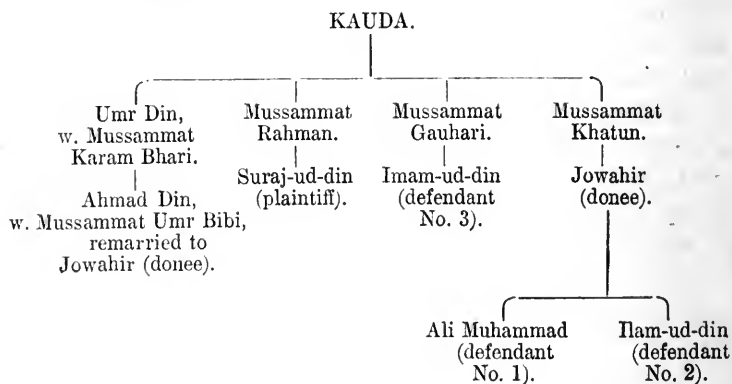 KAUDA.
Umr Din,
w. Mussammat
Karam Bhari.
Ahmad Din,
w. Mussammat Umr Bibi,
remarried to
Jowahir (donee).
Mussammat
Rahman.
Suraj-ud-din
(plaintiff).
Mussammat
Gauhari.
Imam-ud-din
(defendant
No. 3).
Mussammat
Khatun.
Jowahir
(donee).
Ali Muhammad
(defendant
No. 1).
Ilam-ud-din
(defendant
No. 2).